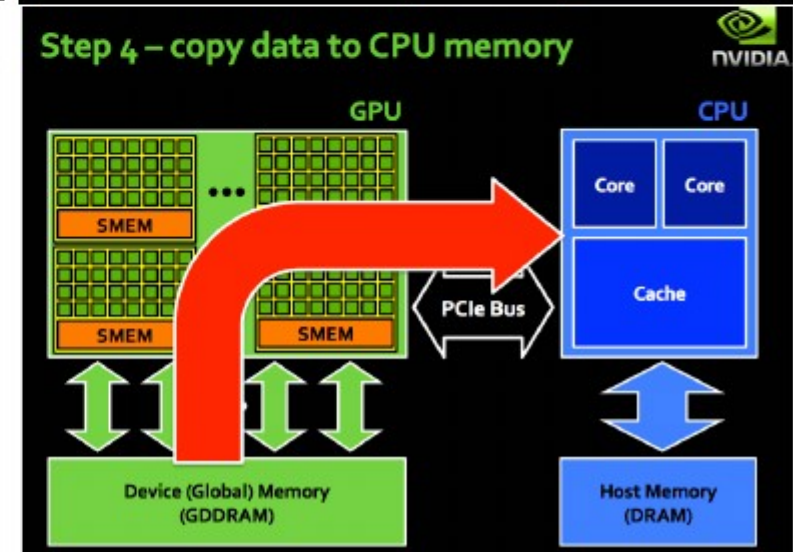 Step 4 – copy data to CPU memory
NVIDIA
GPU
CPU
SMEM
...
Core
Core
SMEM
SMEM
PCIe Bus
Cache
Device (Global) Memory
(GDDRAM)
Host Memory
(DRAM)